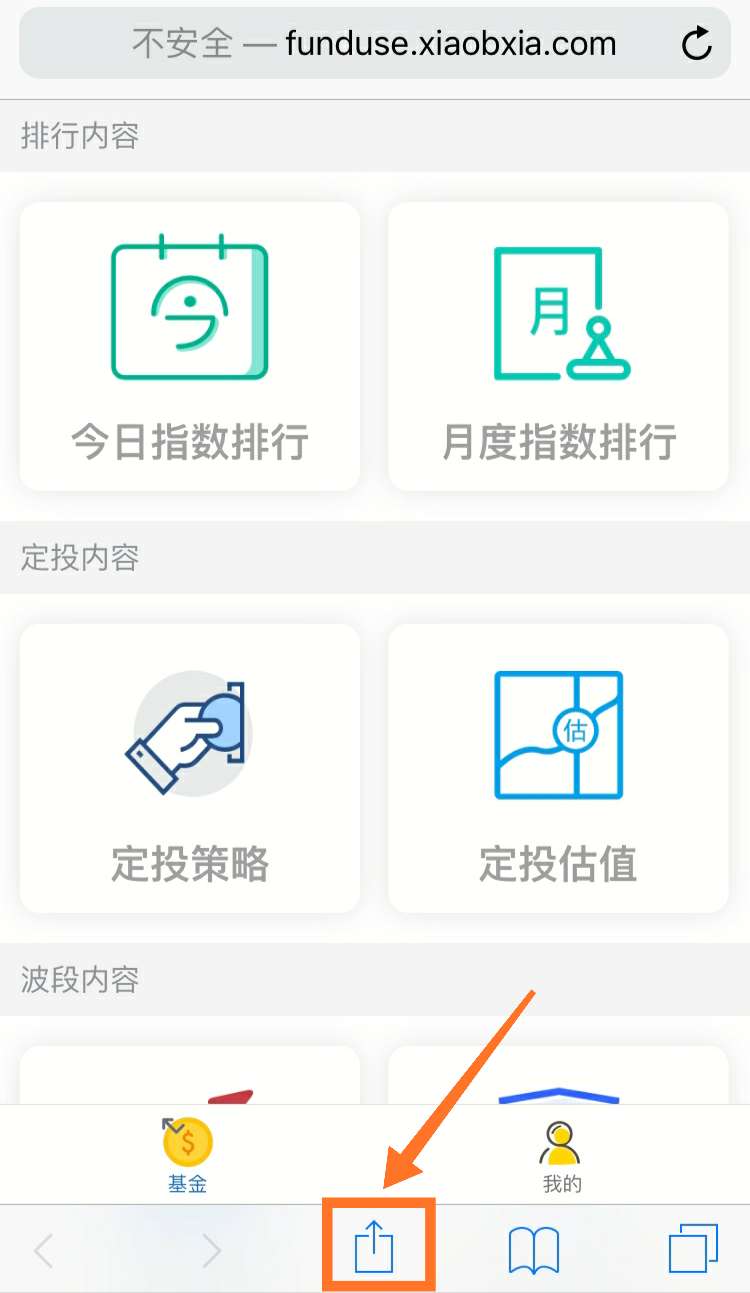 不安全 — funduse.xiaobxia.com
排行内容
今
月
今日指数排行
月度指数排行
定投内容
估
定投策略
定投估值
波段内容
$
基金
我的